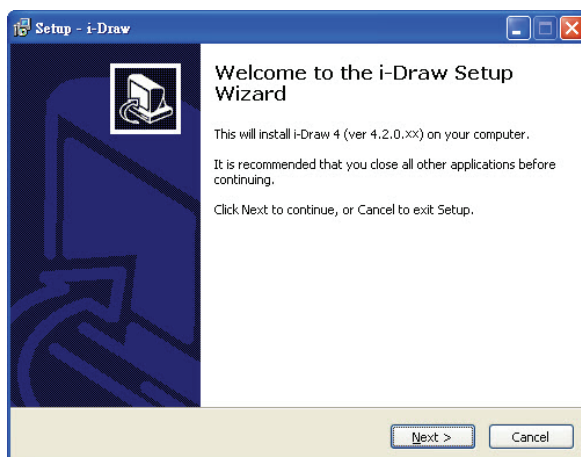 Setup - i-Draw
Welcome to the i-Draw Setup
Wizard
This will install i-Draw 4 (ver 4.2.0.xx) on your computer.
It is recommended that you close all other applications before
continuing.
Click Next to continue, or Cancel to exit Setup.
Next >
Cancel